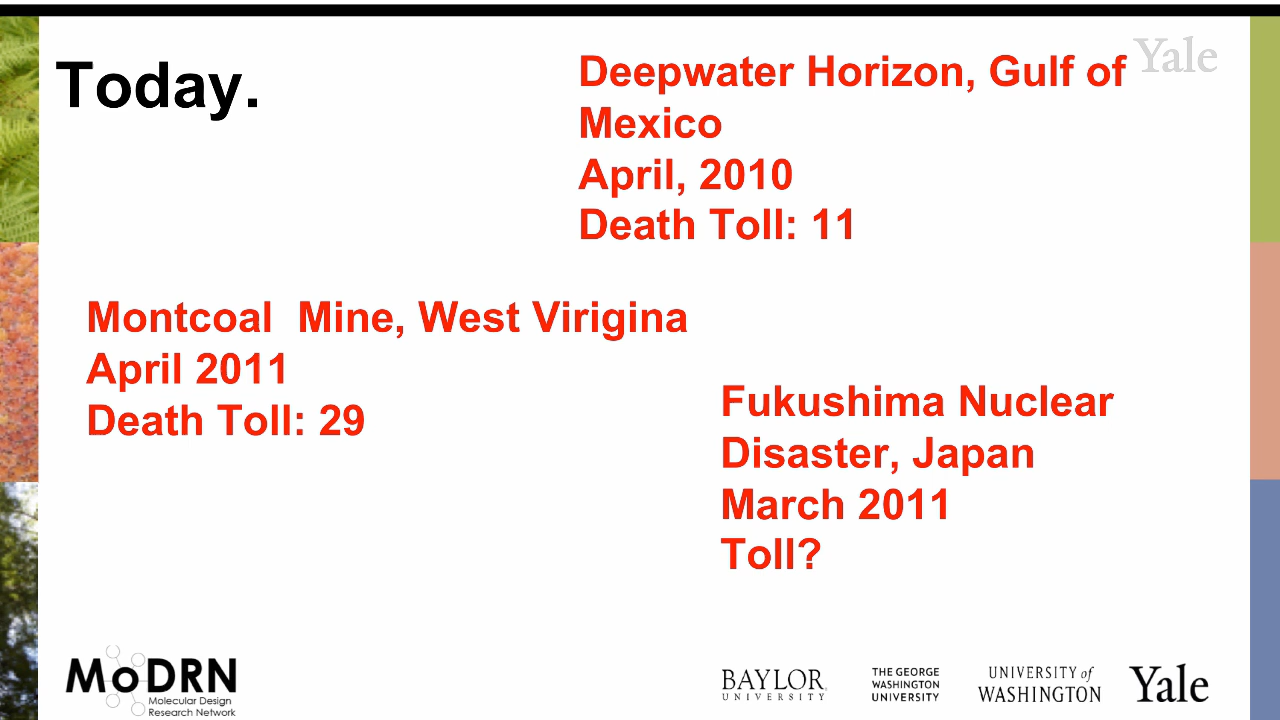 Today.
Yale
Deepwater Horizon, Gulf of
Mexico
April, 2010
Death Toll: 11
Montcoal  Mine, West Virigina
April 2011
Death Toll: 29
Fukushima Nuclear
Disaster, Japan
March 2011
Toll?
MoDRN
Molecular Design
Research Network
BAYLOR
UNIVERSITY
THE GEORGE
WASHINGTON
UNIVERSITY
UNIVERSITY of
WASHINGTON
Yale